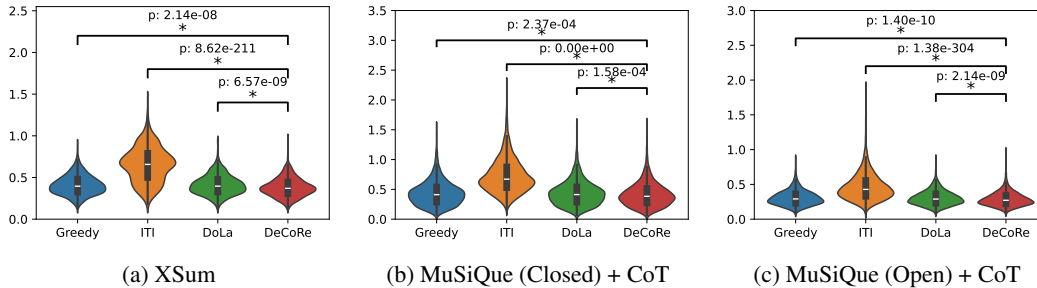 2.5
2.0
1.5
1.0
0.5
0.0
p: 2.14e-08
*
p: 8.62e-211
*
p: 6.57e-09
*
Greedy ITI DoLa DeCoRe
(a) XSum
3.5
3.0
2.5
2.0
1.5
1.0
0.5
0.0
p: 2.37e-04
*
p: 0.00e+00
*
p: 1.58e-04
*
Greedy ITI DoLa DeCoRe
(b) MuSiQue (Closed) + CoT
3.0
2.5
2.0
1.5
1.0
0.5
0.0
p: 1.40e-10
*
p: 1.38e-304
*
p: 2.14e-09
*
Greedy ITI DoLa DeCoRe
(c) MuSiQue (Open) + CoT